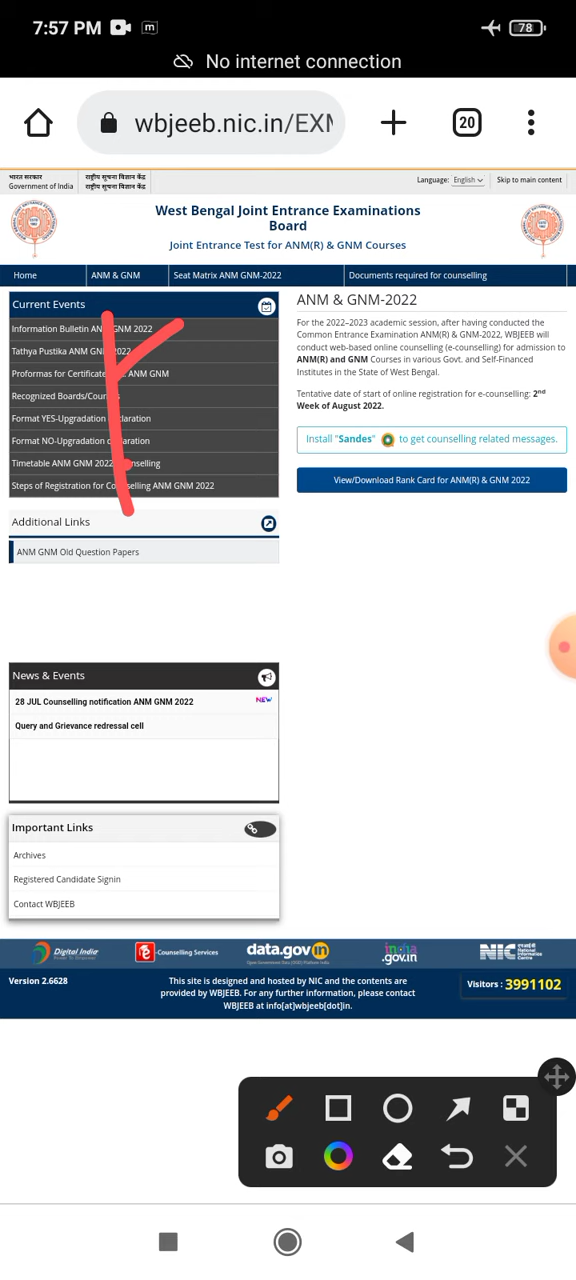 7:57 PM
m
78
No internet connection
wbjeeb.nic.in/EXM
20
भारत सरकार
Government of India
राष्ट्रीय सूचना विज्ञान केंद्र
राष्ट्रीय सूचना विज्ञान केंद्र
Language: English
Skip to main content
West Bengal Joint Entrance Examinations
Board
Joint Entrance Test for ANM(R) & GNM Courses
Home
ANM & GNM
Seat Matrix ANM GNM-2022
Documents required for counselling
Current Events
Information Bulletin ANM GNM 2022
Tathya Pustika ANM GNM 2022
Proformas for Certificate ANM GNM
Recognized Boards/
Format YES-Upgradation
Format NO-Upgradation
Timetable ANM GNM 2022
Steps of Registration for Counselling ANM GNM 2022
Additional Links
ANM GNM Old Question Papers
ANM & GNM-2022
For the 2022–2023 academic session, after having conducted the
Common Entrance Examination ANM(R) & GNM-2022, WBJEEB will
conduct web-based online counselling (e-counselling) for admission to
ANM(R) and GNM Courses in various Govt. and Self-Financed
Institutes in the State of West Bengal.
Tentative date of start of online registration for e-counselling: 2nd
Week of August 2022.
Install "Sandes" to get counselling related messages.
View/Download Rank Card for ANM(R) & GNM 2022
News & Events
28 JUL Counselling notification ANM GNM 2022
NEW
Query and Grievance redressal cell
Important Links
Archives
Registered Candidate Signin
Contact WBJEEB
Digital India
Counselling Services
data.gov in
india.gov.in
NIC
National
Informatics
Centre
Version 2.6628
This site is designed and hosted by NIC and the contents are
provided by WBJEEB. For any further information, please contact
WBJEEB at info[at]wbjeeb[dot]in.
Visitors : 3991102